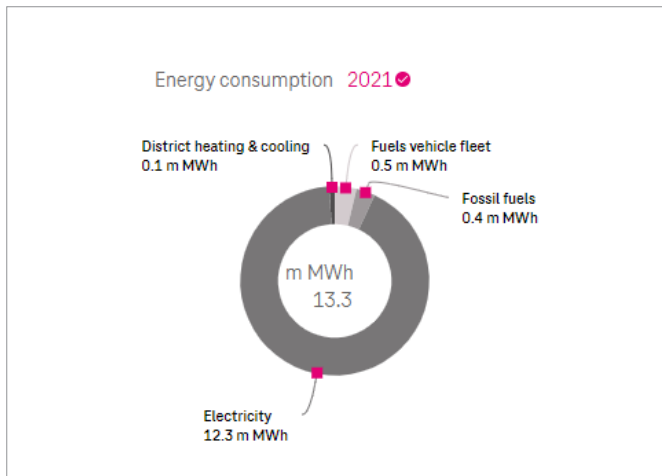 Energy consumption 2021
District heating & cooling
0.1 m MWh
Fuels vehicle fleet
0.5 m MWh
Fossil fuels
0.4 m MWh
m MWh
13.3
Electricity
12.3 m MWh